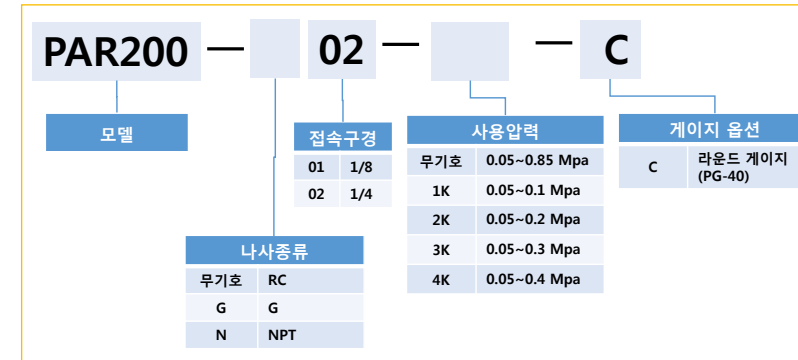 PAR200 — 02 — — C
모델
접속구경
01 1/8
02 1/4
사용압력
무기호 0.05~0.85 Mpa
1K 0.05~0.1 Mpa
2K 0.05~0.2 Mpa
3K 0.05~0.3 Mpa
4K 0.05~0.4 Mpa
게이지 옵션
C 라운드 게이지
(PG-40)
나사종류
무기호 RC
G G
N NPT